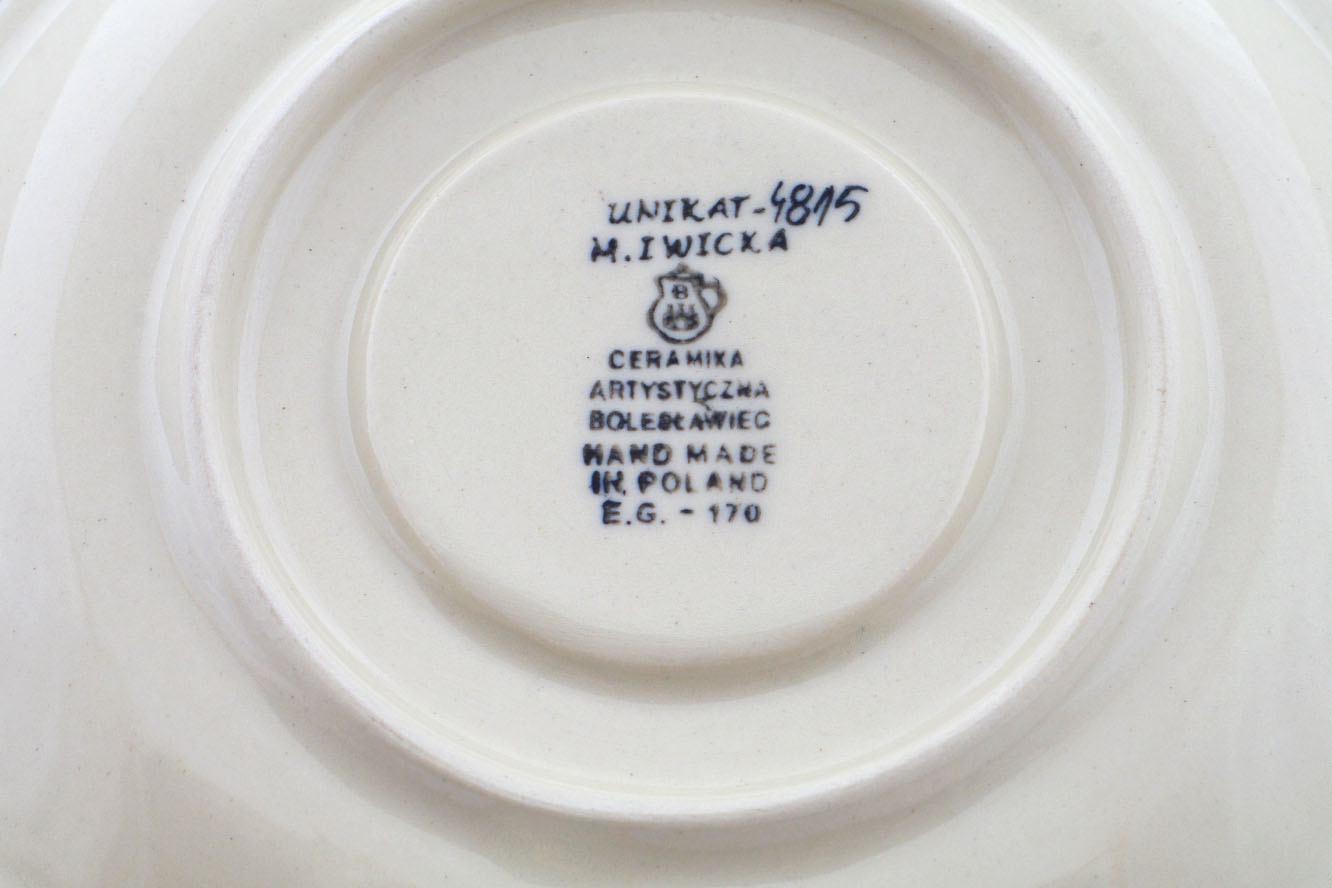 UNIKAT-4815
M. IWICKA
B
CERAMIKA
ARTYSTYCZNA
BOLESŁAWIEC
HAND MADE
IN POLAND
E.G. - 170